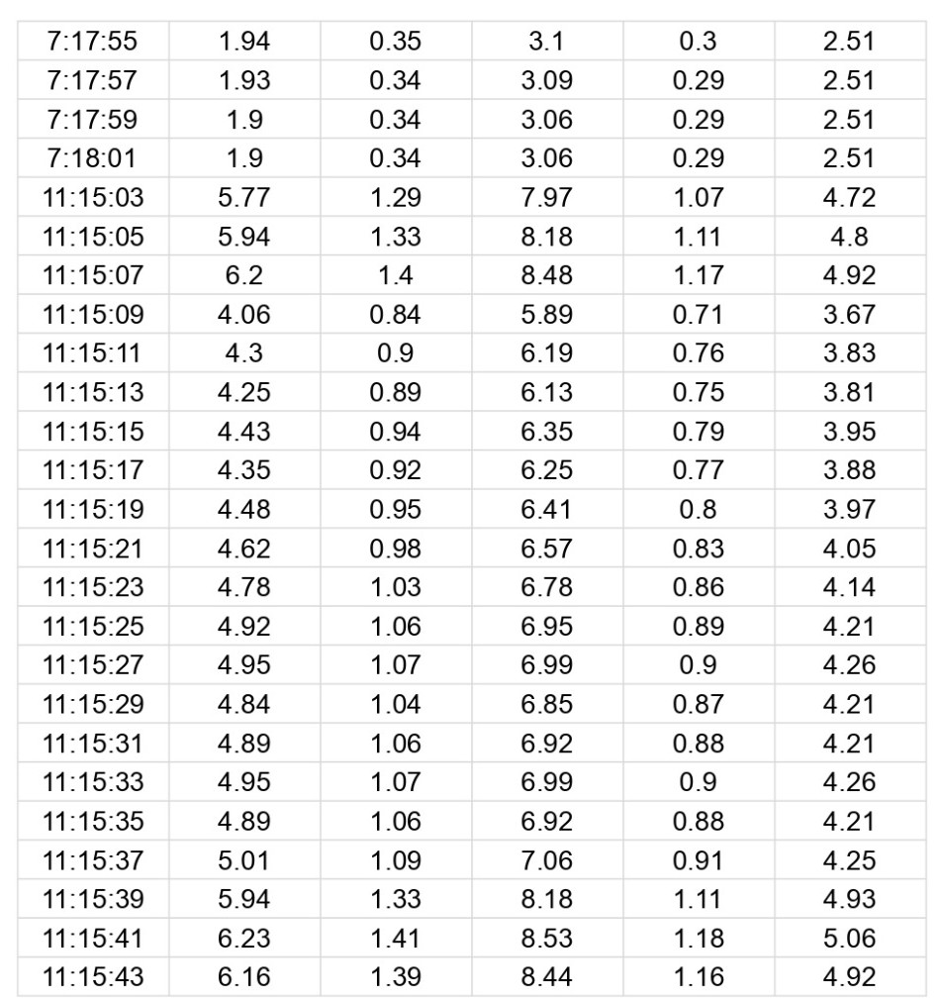 7:17:55 1.94 0.35 3.1 0.3 2.51
7:17:57 1.93 0.34 3.09 0.29 2.51
7:17:59 1.9 0.34 3.06 0.29 2.51
7:18:01 1.9 0.34 3.06 0.29 2.51
11:15:03 5.77 1.29 7.97 1.07 4.72
11:15:05 5.94 1.33 8.18 1.11 4.8
11:15:07 6.2 1.4 8.48 1.17 4.92
11:15:09 4.06 0.84 5.89 0.71 3.67
11:15:11 4.3 0.9 6.19 0.76 3.83
11:15:13 4.25 0.89 6.13 0.75 3.81
11:15:15 4.43 0.94 6.35 0.79 3.95
11:15:17 4.35 0.92 6.25 0.77 3.88
11:15:19 4.48 0.95 6.41 0.8 3.97
11:15:21 4.62 0.98 6.57 0.83 4.05
11:15:23 4.78 1.03 6.78 0.86 4.14
11:15:25 4.92 1.06 6.95 0.89 4.21
11:15:27 4.95 1.07 6.99 0.9 4.26
11:15:29 4.84 1.04 6.85 0.87 4.21
11:15:31 4.89 1.06 6.92 0.88 4.21
11:15:33 4.95 1.07 6.99 0.9 4.26
11:15:35 4.89 1.06 6.92 0.88 4.21
11:15:37 5.01 1.09 7.06 0.91 4.25
11:15:39 5.94 1.33 8.18 1.11 4.93
11:15:41 6.23 1.41 8.53 1.18 5.06
11:15:43 6.16 1.39 8.44 1.16 4.92